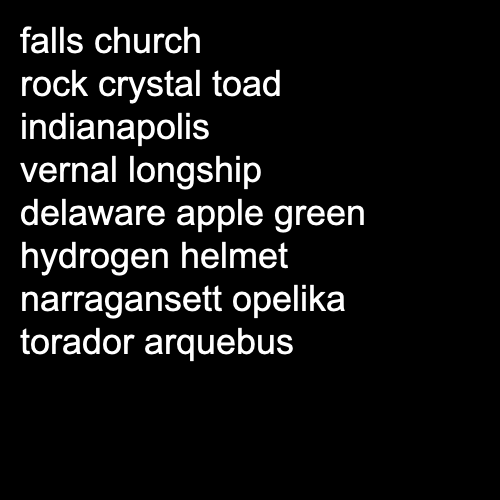 falls church
rock crystal toad
indianapolis
vernal longship
delaware apple green
hydrogen helmet
narragansett opelika
torador arquebus